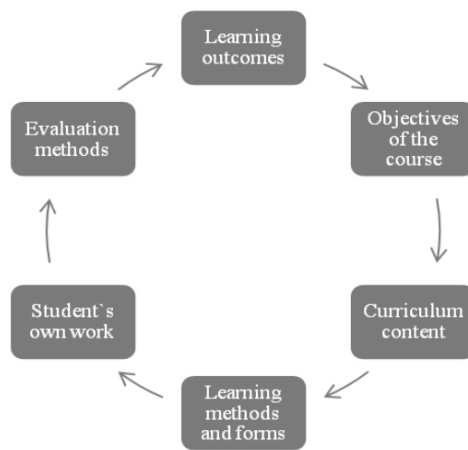 Learning
outcomes
Objectives
of the
course
Curriculum
content
Learning
methods
and forms
Student`s
own work
Evaluation
methods